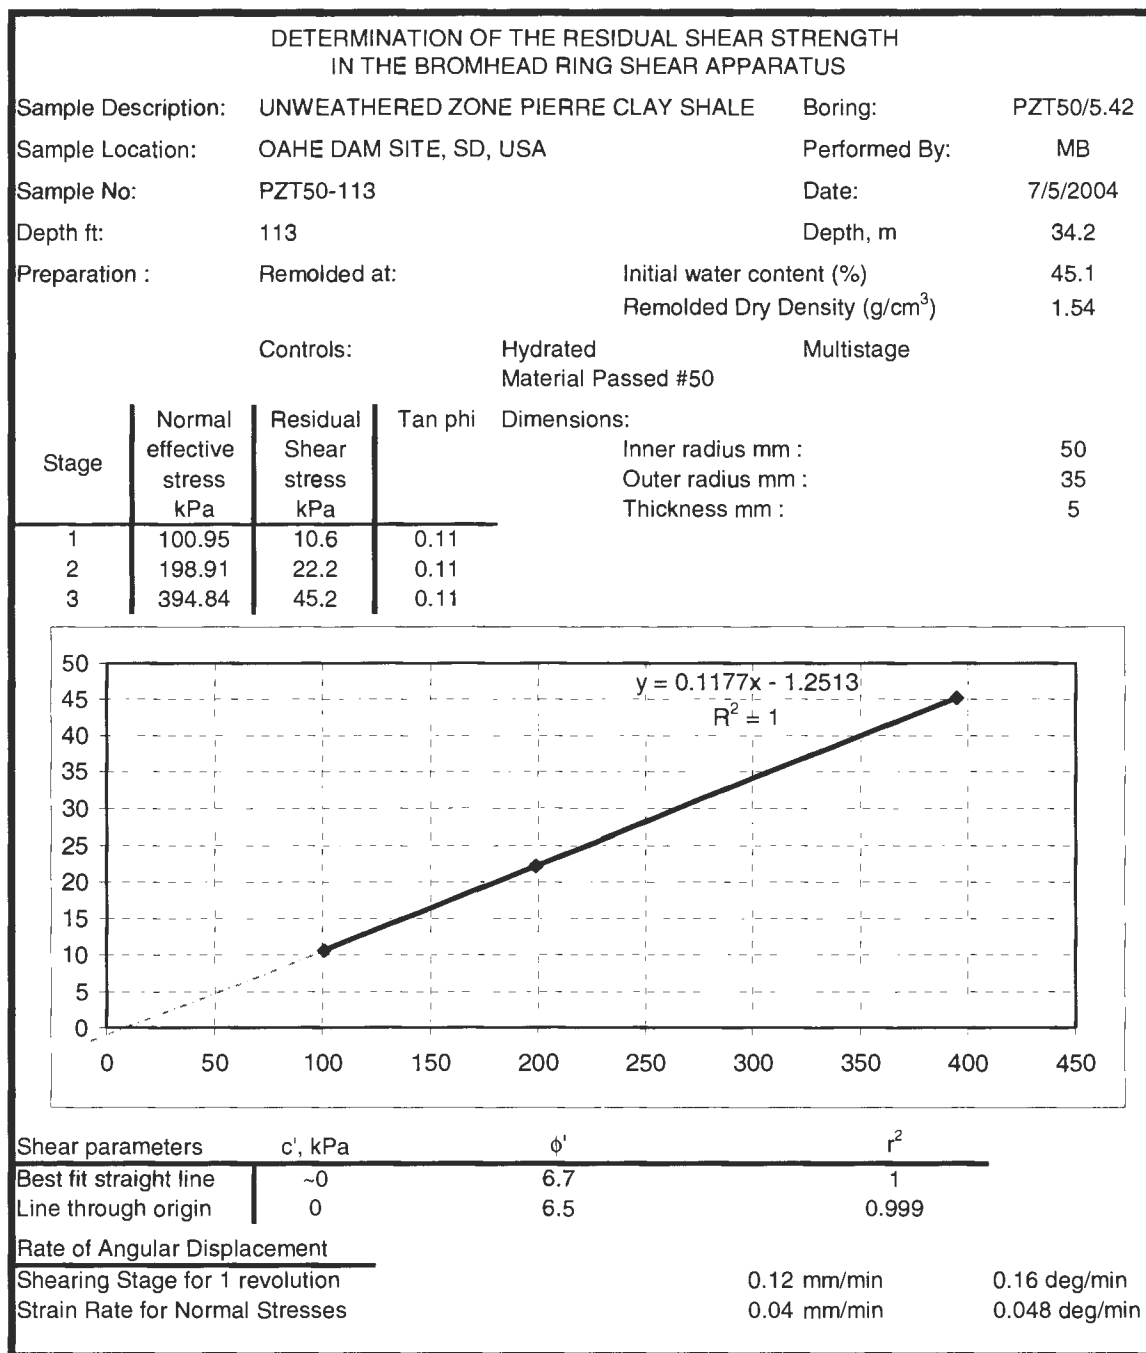 DETERMINATION OF THE RESIDUAL SHEAR STRENGTH
IN THE BROMHEAD RING SHEAR APPARATUS
Sample Description: UNWEATHERED ZONE PIERRE CLAY SHALE Boring: PZT50/5.42
Sample Location: OAHE DAM SITE, SD, USA Performed By: MB
Sample No: PZT50-113 Date: 7/5/2004
Depth ft: 113 Depth, m 34.2
Preparation : Remolded at: Initial water content (%) 45.1
Remolded Dry Density (g/cm³) 1.54
Controls: Hydrated Multistage
Material Passed #50
Stage Normal effective stress kPa Residual Shear stress kPa Tan phi
1 100.95 10.6 0.11
2 198.91 22.2 0.11
3 394.84 45.2 0.11
Dimensions:
Inner radius mm : 50
Outer radius mm : 35
Thickness mm : 5
y = 0.1177x - 1.2513
R² = 1
50
45
40
35
30
25
20
15
10
5
0
0 50 100 150 200 250 300 350 400 450
Shear parameters c', kPa ϕ' r²
Best fit straight line ~0 6.7 1
Line through origin 0 6.5 0.999
Rate of Angular Displacement
Shearing Stage for 1 revolution 0.12 mm/min 0.16 deg/min
Strain Rate for Normal Stresses 0.04 mm/min 0.048 deg/min